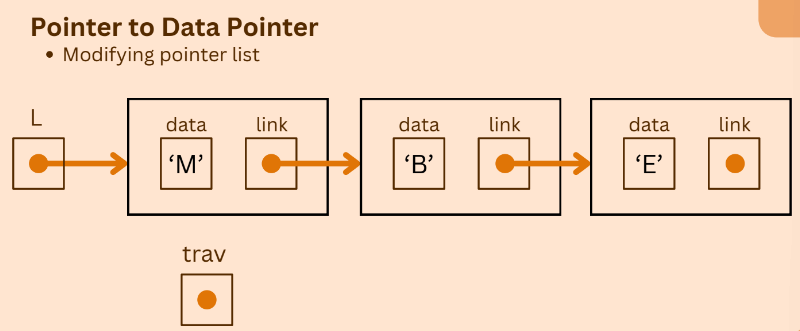 Pointer to Data Pointer
• Modifying pointer list
L
data link data link data link
‘M’ ‘B’ ‘E’
trav